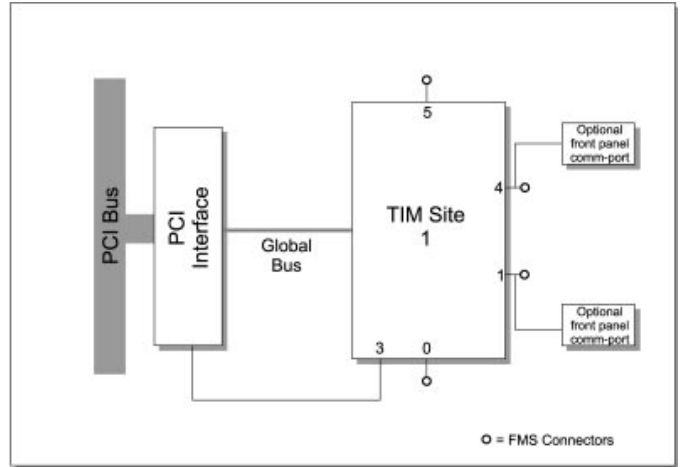 5
Optional
front panel
comm-port
4
PCI Bus
PCI
Interface
Global
Bus
TIM Site
1
1
Optional
front panel
comm-port
3 0
O = FMS Connectors